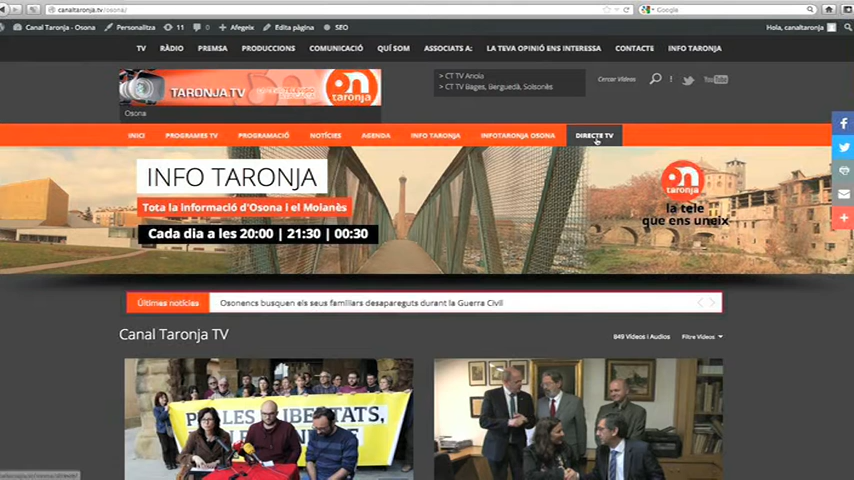 canaltaronja.tv/osona/
Google
Canal Taronja - Osona
Personalitza
11
0
Afegeix
Edita pàgina
SEO
Hola, canaltaronja
TV
RÀDIO
PREMSA
PRODUCCIONS
COMUNICACIÓ
QUÍ SOM
ASSOCIATS A:
LA TEVA OPINIÓ ENS INTERESSA
CONTACTE
INFO TARONJA
TARONJA TV
on
taronja
Osona
> CT TV Anoia
> CT TV Bages, Berguedà, Solsonès
Cercar Vídeos
You Tube
INICI
PROGRAMES TV
PROGRAMACIÓ
NOTÍCIES
AGENDA
INFO TARONJA
INFOTARONJA OSONA
DIRECTE TV
INFO TARONJA
Tota la informació d'Osona i el Moianès
Cada dia a les 20:00 | 21:30 | 00:30
on
taronja
la tele
que ens uneix
Últimes notícies
Osonencs busquen els seus familiars desapareguts durant la Guerra Civil
Canal Taronja TV
849 Vídeos i Audios
Filtre Vídeos
LLIBERTATS,